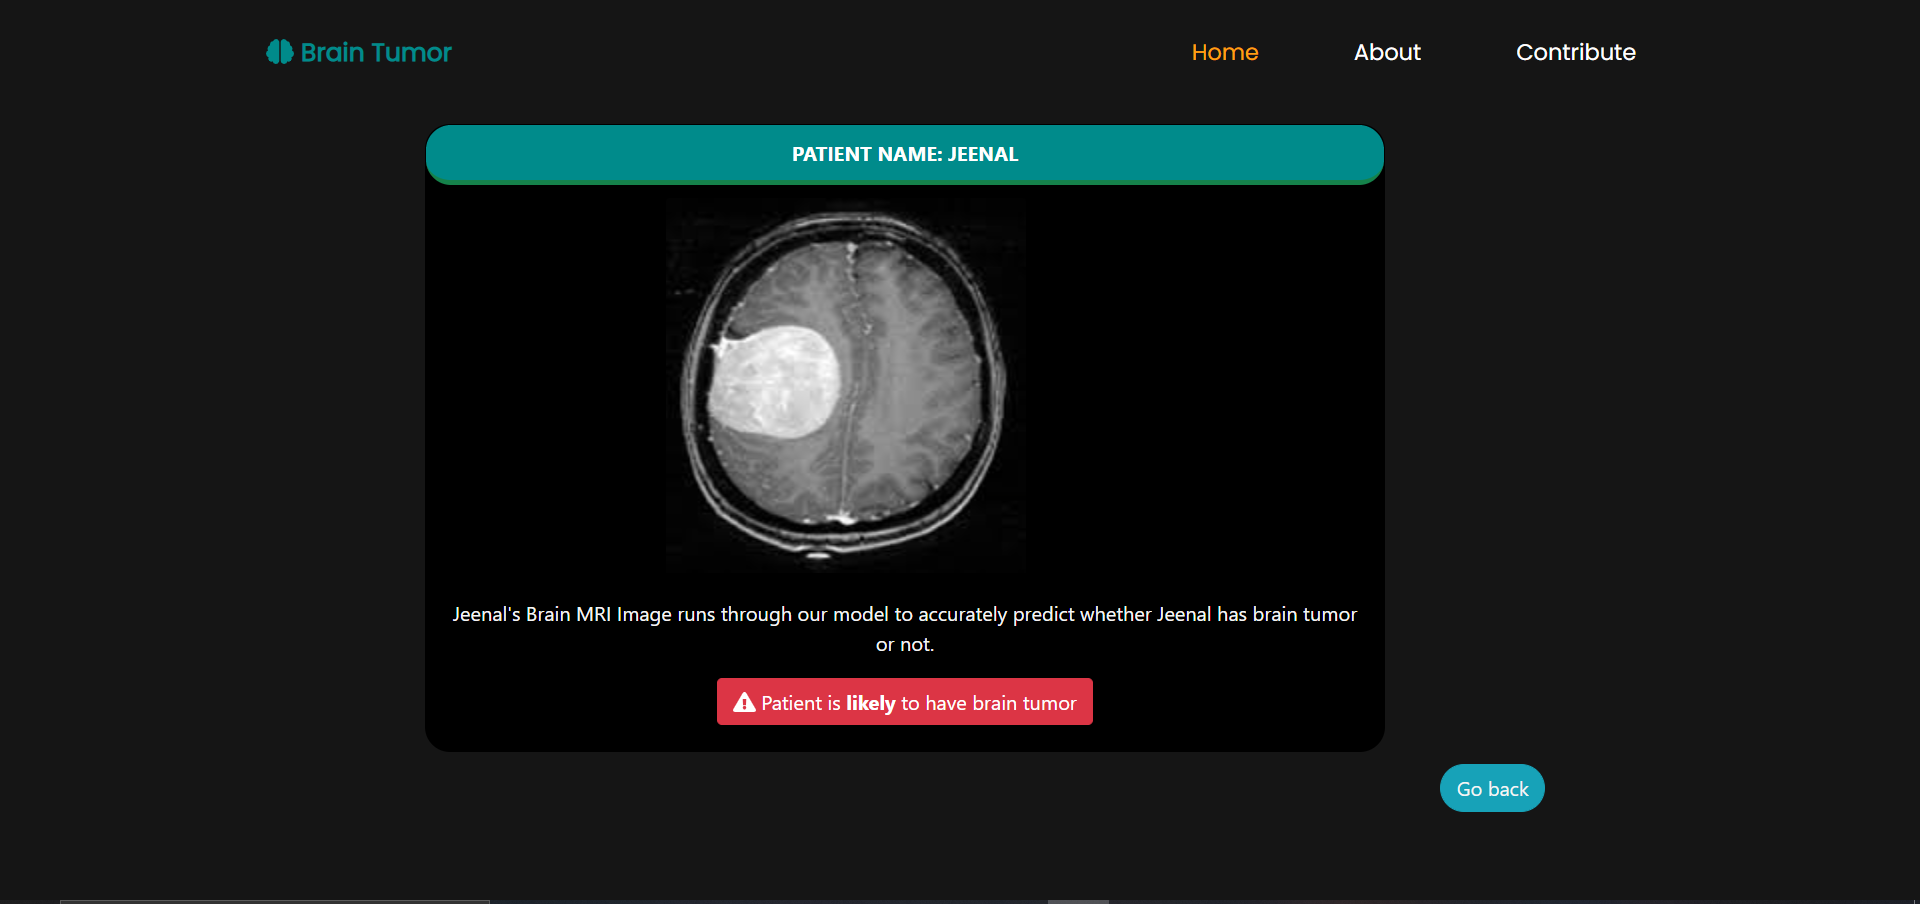 Brain Tumor
Home
About
Contribute
PATIENT NAME: JEENAL
Jeenal's Brain MRI Image runs through our model to accurately predict whether Jeenal has brain tumor
or not.
Patient is likely to have brain tumor
Go back